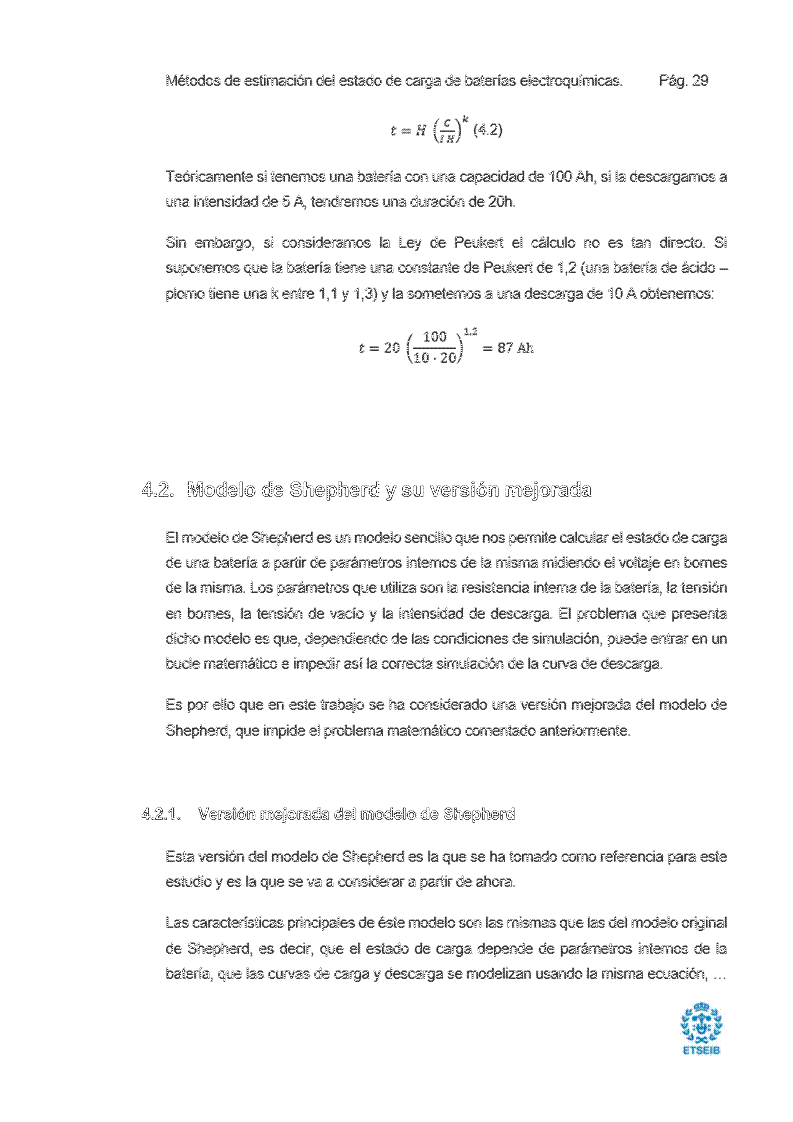 Métodos de estimación del estado de carga de baterías electroquímicas. Pág. 29
t = H (C / IH)^k (4.2)
Teóricamente si tenemos una batería con una capacidad de 100 Ah, si la descargamos a
una intensidad de 5 A, tendremos una duración de 20h.
Sin embargo, si consideramos la Ley de Peukert el cálculo no es tan directo. Si
suponemos que la batería tiene una constante de Peukert de 1,2 (una batería de ácido –
plomo tiene una k entre 1,1 y 1,3) y la sometemos a una descarga de 10 A obtenemos:
t = 20 (100 / 10 · 20)^1,2 = 87 Ah
4.2. Modelo de Shepherd y su versión mejorada
El modelo de Shepherd es un modelo sencillo que nos permite calcular el estado de carga
de una batería a partir de parámetros internos de la misma midiendo el voltaje en bornes
de la misma. Los parámetros que utiliza son la resistencia interna de la batería, la tensión
en bornes, la tensión de vacío y la intensidad de descarga. El problema que presenta
dicho modelo es que, dependiendo de las condiciones de simulación, puede entrar en un
bucle matemático e impedir así la correcta simulación de la curva de descarga.
Es por ello que en este trabajo se ha considerado una versión mejorada del modelo de
Shepherd, que impide el problema matemático comentado anteriormente.
4.2.1. Versión mejorada del modelo de Shepherd
Esta versión del modelo de Shepherd es la que se ha tomado como referencia para este
estudio y es la que se va a considerar a partir de ahora.
Las características principales de éste modelo son las mismas que las del modelo original
de Shepherd, es decir, que el estado de carga depende de parámetros internos de la
batería, que las curvas de carga y descarga se modelizan usando la misma ecuación, …
ETSEIB